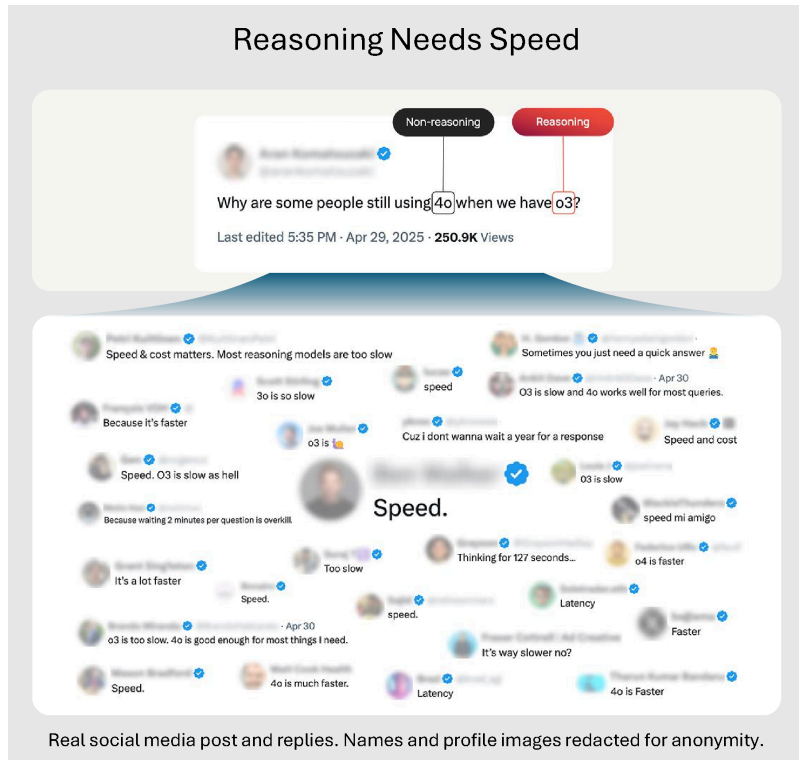 Reasoning Needs Speed
Non-reasoning
Reasoning
Why are some people still using 4o when we have o3?
Last edited 5:35 PM · Apr 29, 2025 · 250.9K Views
Speed & cost matters. Most reasoning models are too slow
Sometimes you just need a quick answer 🤷‍♂️
3o is so slow
speed
· Apr 30
O3 is slow and 4o works well for most queries.
Because it's faster
o3 is 🐌
Cuz i dont wanna wait a year for a response
Speed and cost
Speed. O3 is slow as hell
Speed.
03 is slow
Because waiting 2 minutes per question is overkill.
speed mi amigo
It's a lot faster
Too slow
Thinking for 127 seconds...
o4 is faster
Speed.
speed.
Latency
· Apr 30
o3 is too slow. 4o is good enough for most things I need.
It's way slower no?
Faster
Speed.
4o is much faster.
Latency
4o is Faster
Real social media post and replies. Names and profile images redacted for anonymity.